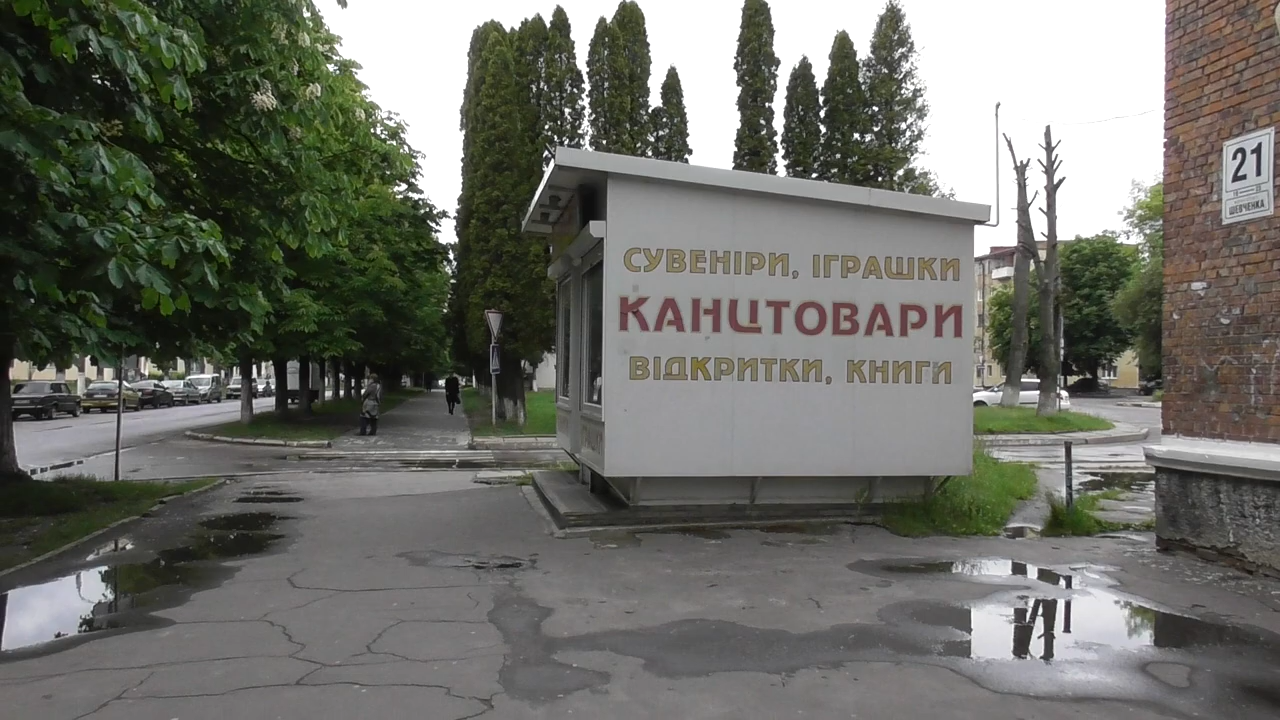 СУВЕНІРИ, ІГРАШКИ
КАНЦТОВАРИ
ВІДКРИТКИ, КНИГИ
21
ШЕВЧЕНКА